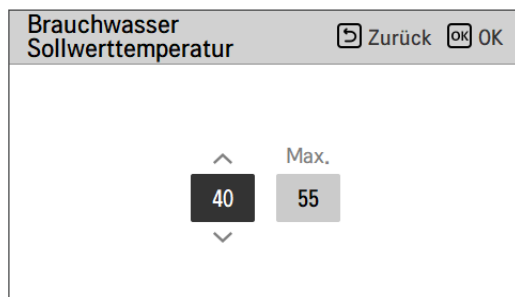 Brauchwasser
Sollwerttemperatur
Zurück OK OK
Max.
40 55